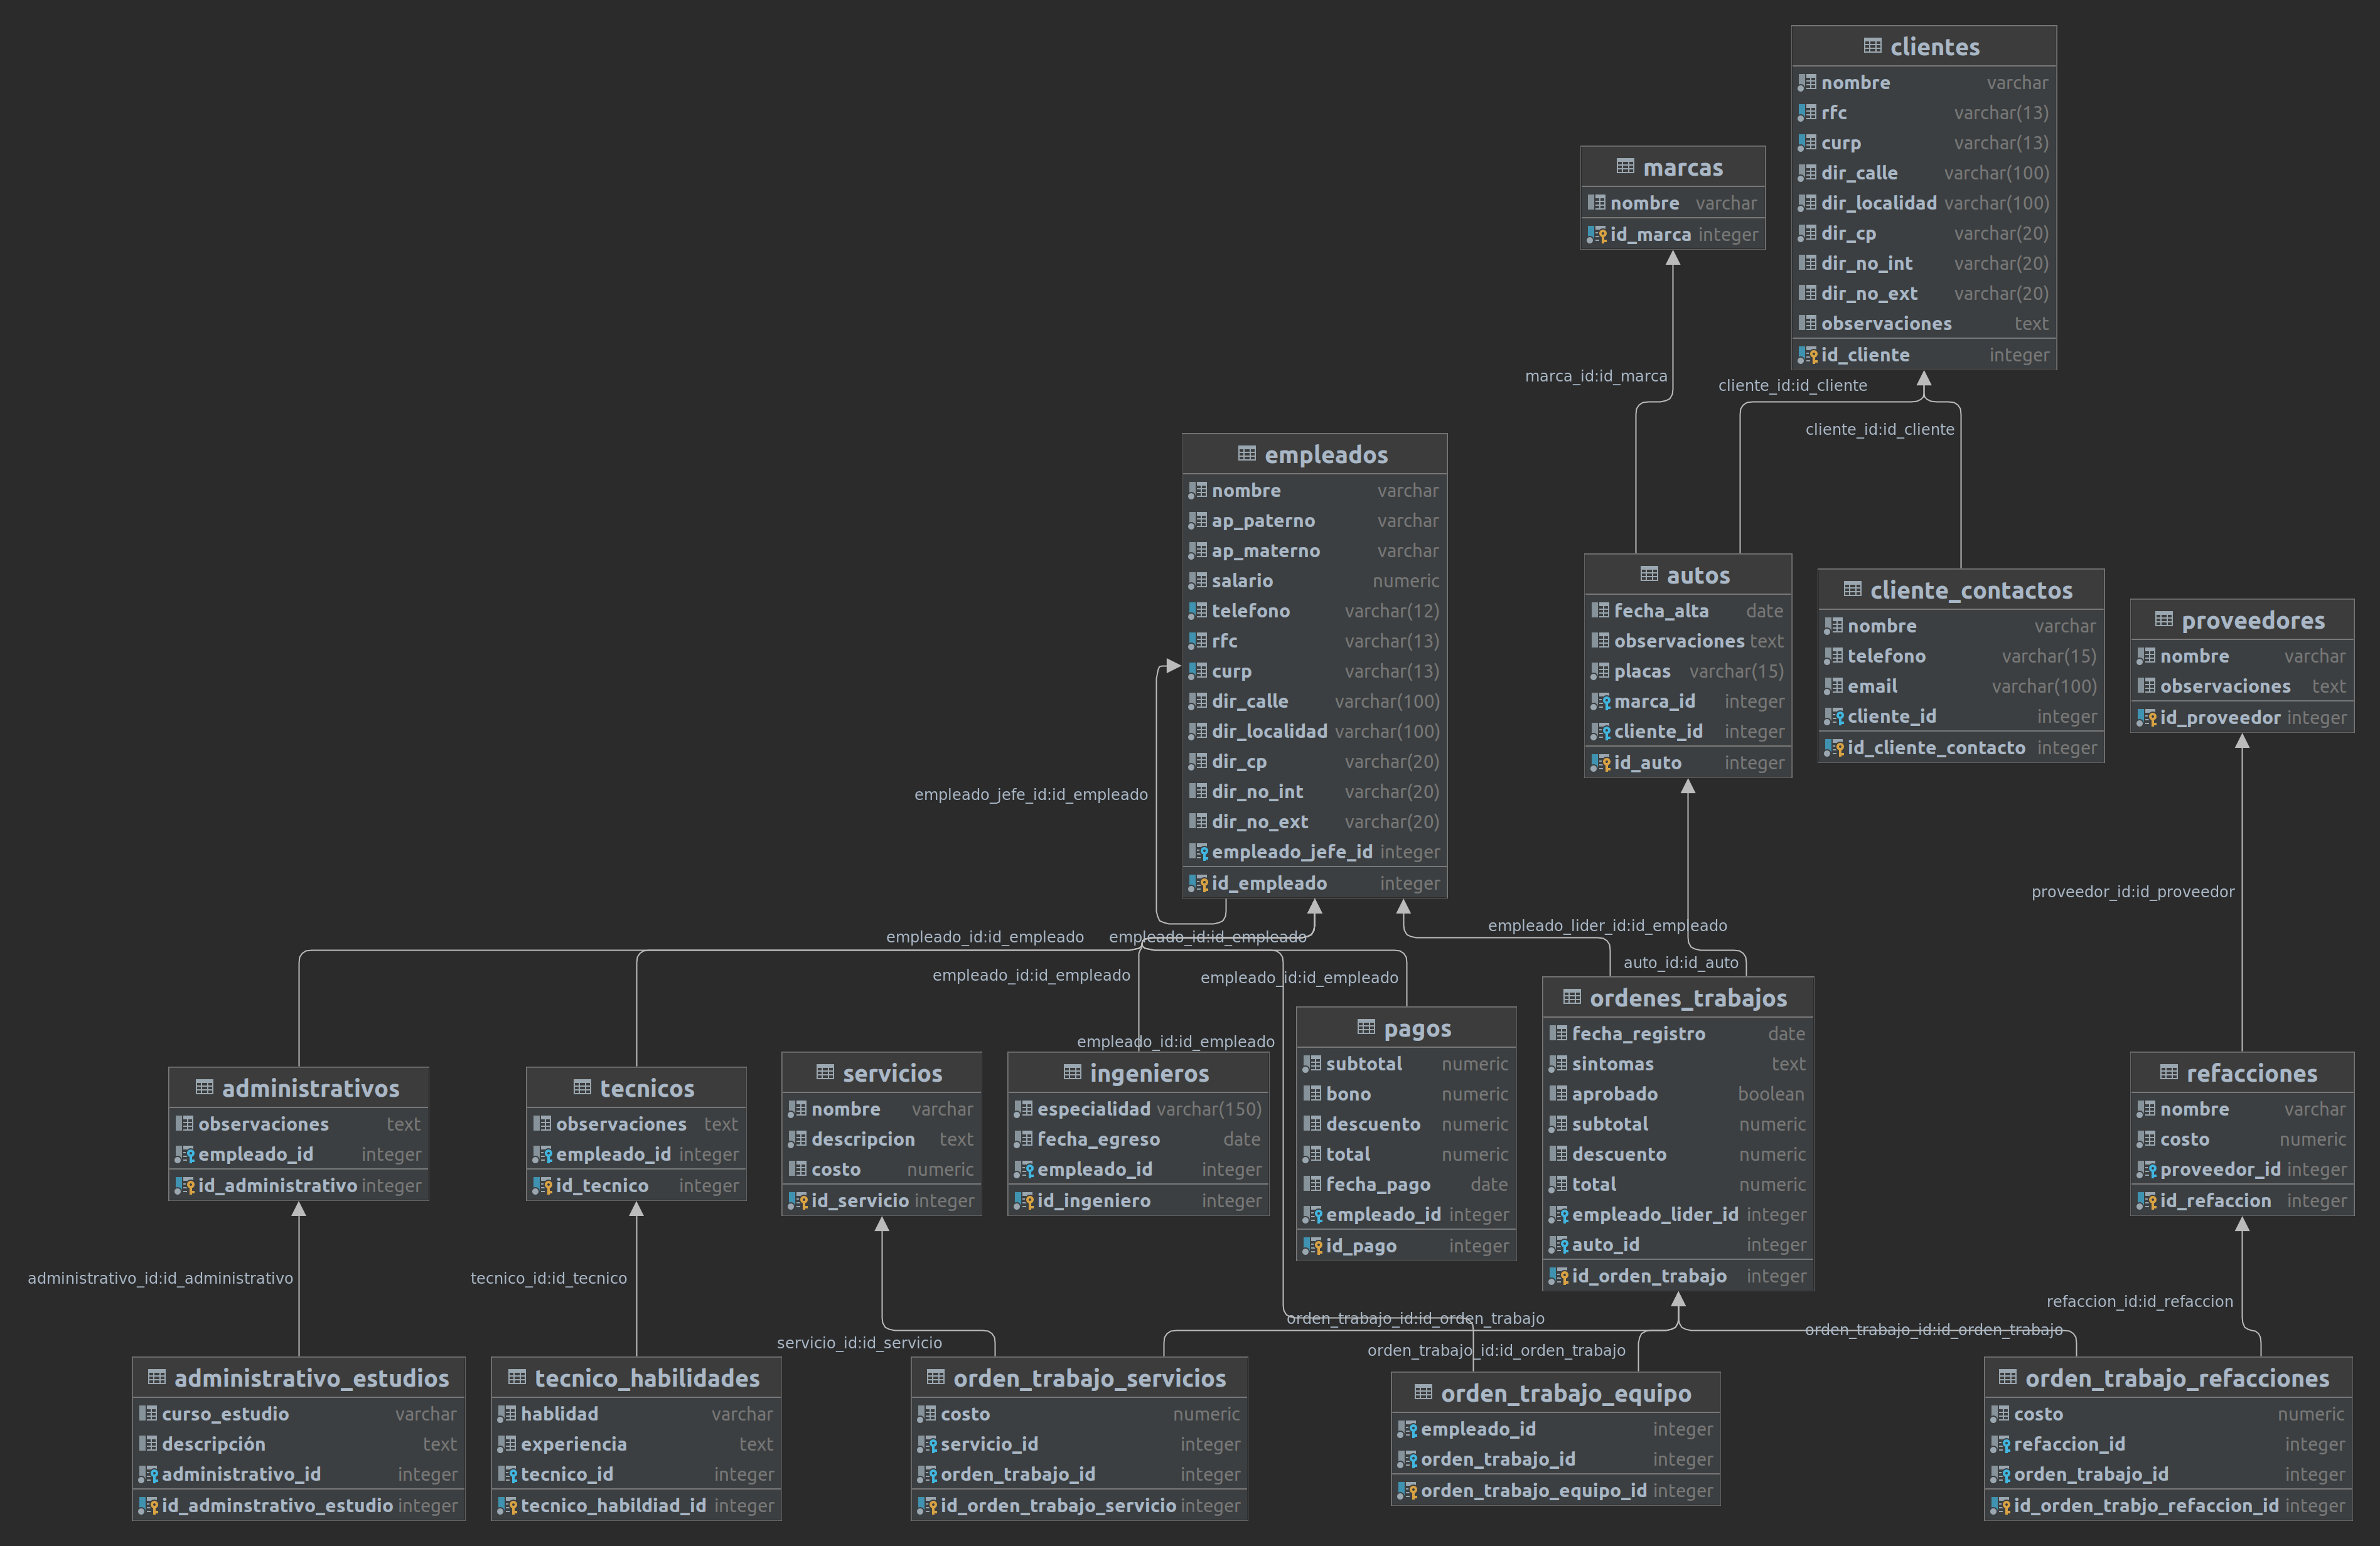 clientes
nombre varchar
rfc varchar(13)
curp varchar(13)
dir_calle varchar(100)
dir_localidad varchar(100)
dir_cp varchar(20)
dir_no_int varchar(20)
dir_no_ext varchar(20)
observaciones text
id_cliente integer
marcas
nombre varchar
id_marca integer
marca_id:id_marca
cliente_id:id_cliente
cliente_id:id_cliente
empleados
nombre varchar
ap_paterno varchar
ap_materno varchar
salario numeric
telefono varchar(12)
rfc varchar(13)
curp varchar(13)
dir_calle varchar(100)
dir_localidad varchar(100)
dir_cp varchar(20)
dir_no_int varchar(20)
dir_no_ext varchar(20)
empleado_jefe_id integer
id_empleado integer
empleado_jefe_id:id_empleado
autos
fecha_alta date
observaciones text
placas varchar(15)
marca_id integer
cliente_id integer
id_auto integer
cliente_contactos
nombre varchar
telefono varchar(15)
email varchar(100)
cliente_id integer
id_cliente_contacto integer
proveedores
nombre varchar
observaciones text
id_proveedor integer
proveedor_id:id_proveedor
empleado_lider_id:id_empleado
empleado_id:id_empleado
empleado_id:id_empleado
auto_id:id_auto
empleado_id:id_empleado
empleado_id:id_empleado
empleado_id:id_empleado
administrativos
observaciones text
empleado_id integer
id_administrativo integer
tecnicos
observaciones text
empleado_id integer
id_tecnico integer
servicios
nombre varchar
descripcion text
costo numeric
id_servicio integer
ingenieros
especialidad varchar(150)
fecha_egreso date
empleado_id integer
id_ingeniero integer
pagos
subtotal numeric
bono numeric
descuento numeric
total numeric
fecha_pago date
empleado_id integer
id_pago integer
ordenes_trabajos
fecha_registro date
sintomas text
aprobado boolean
subtotal numeric
descuento numeric
total numeric
empleado_lider_id integer
auto_id integer
id_orden_trabajo integer
refacciones
nombre varchar
costo numeric
proveedor_id integer
id_refaccion integer
administrativo_id:id_administrativo
tecnico_id:id_tecnico
servicio_id:id_servicio
orden_trabajo_id:id_orden_trabajo
orden_trabajo_id:id_orden_trabajo
refaccion_id:id_refaccion
orden_trabajo_id:id_orden_trabajo
administrativo_estudios
curso_estudio varchar
descripción text
administrativo_id integer
id_adminstrativo_estudio integer
tecnico_habilidades
hablidad varchar
experiencia text
tecnico_id integer
tecnico_habildiad_id integer
orden_trabajo_servicios
costo numeric
servicio_id integer
orden_trabajo_id integer
id_orden_trabajo_servicio integer
orden_trabajo_equipo
empleado_id integer
orden_trabajo_id integer
orden_trabajo_equipo_id integer
orden_trabajo_refacciones
costo numeric
refaccion_id integer
orden_trabajo_id integer
id_orden_trabjo_refaccion_id integer